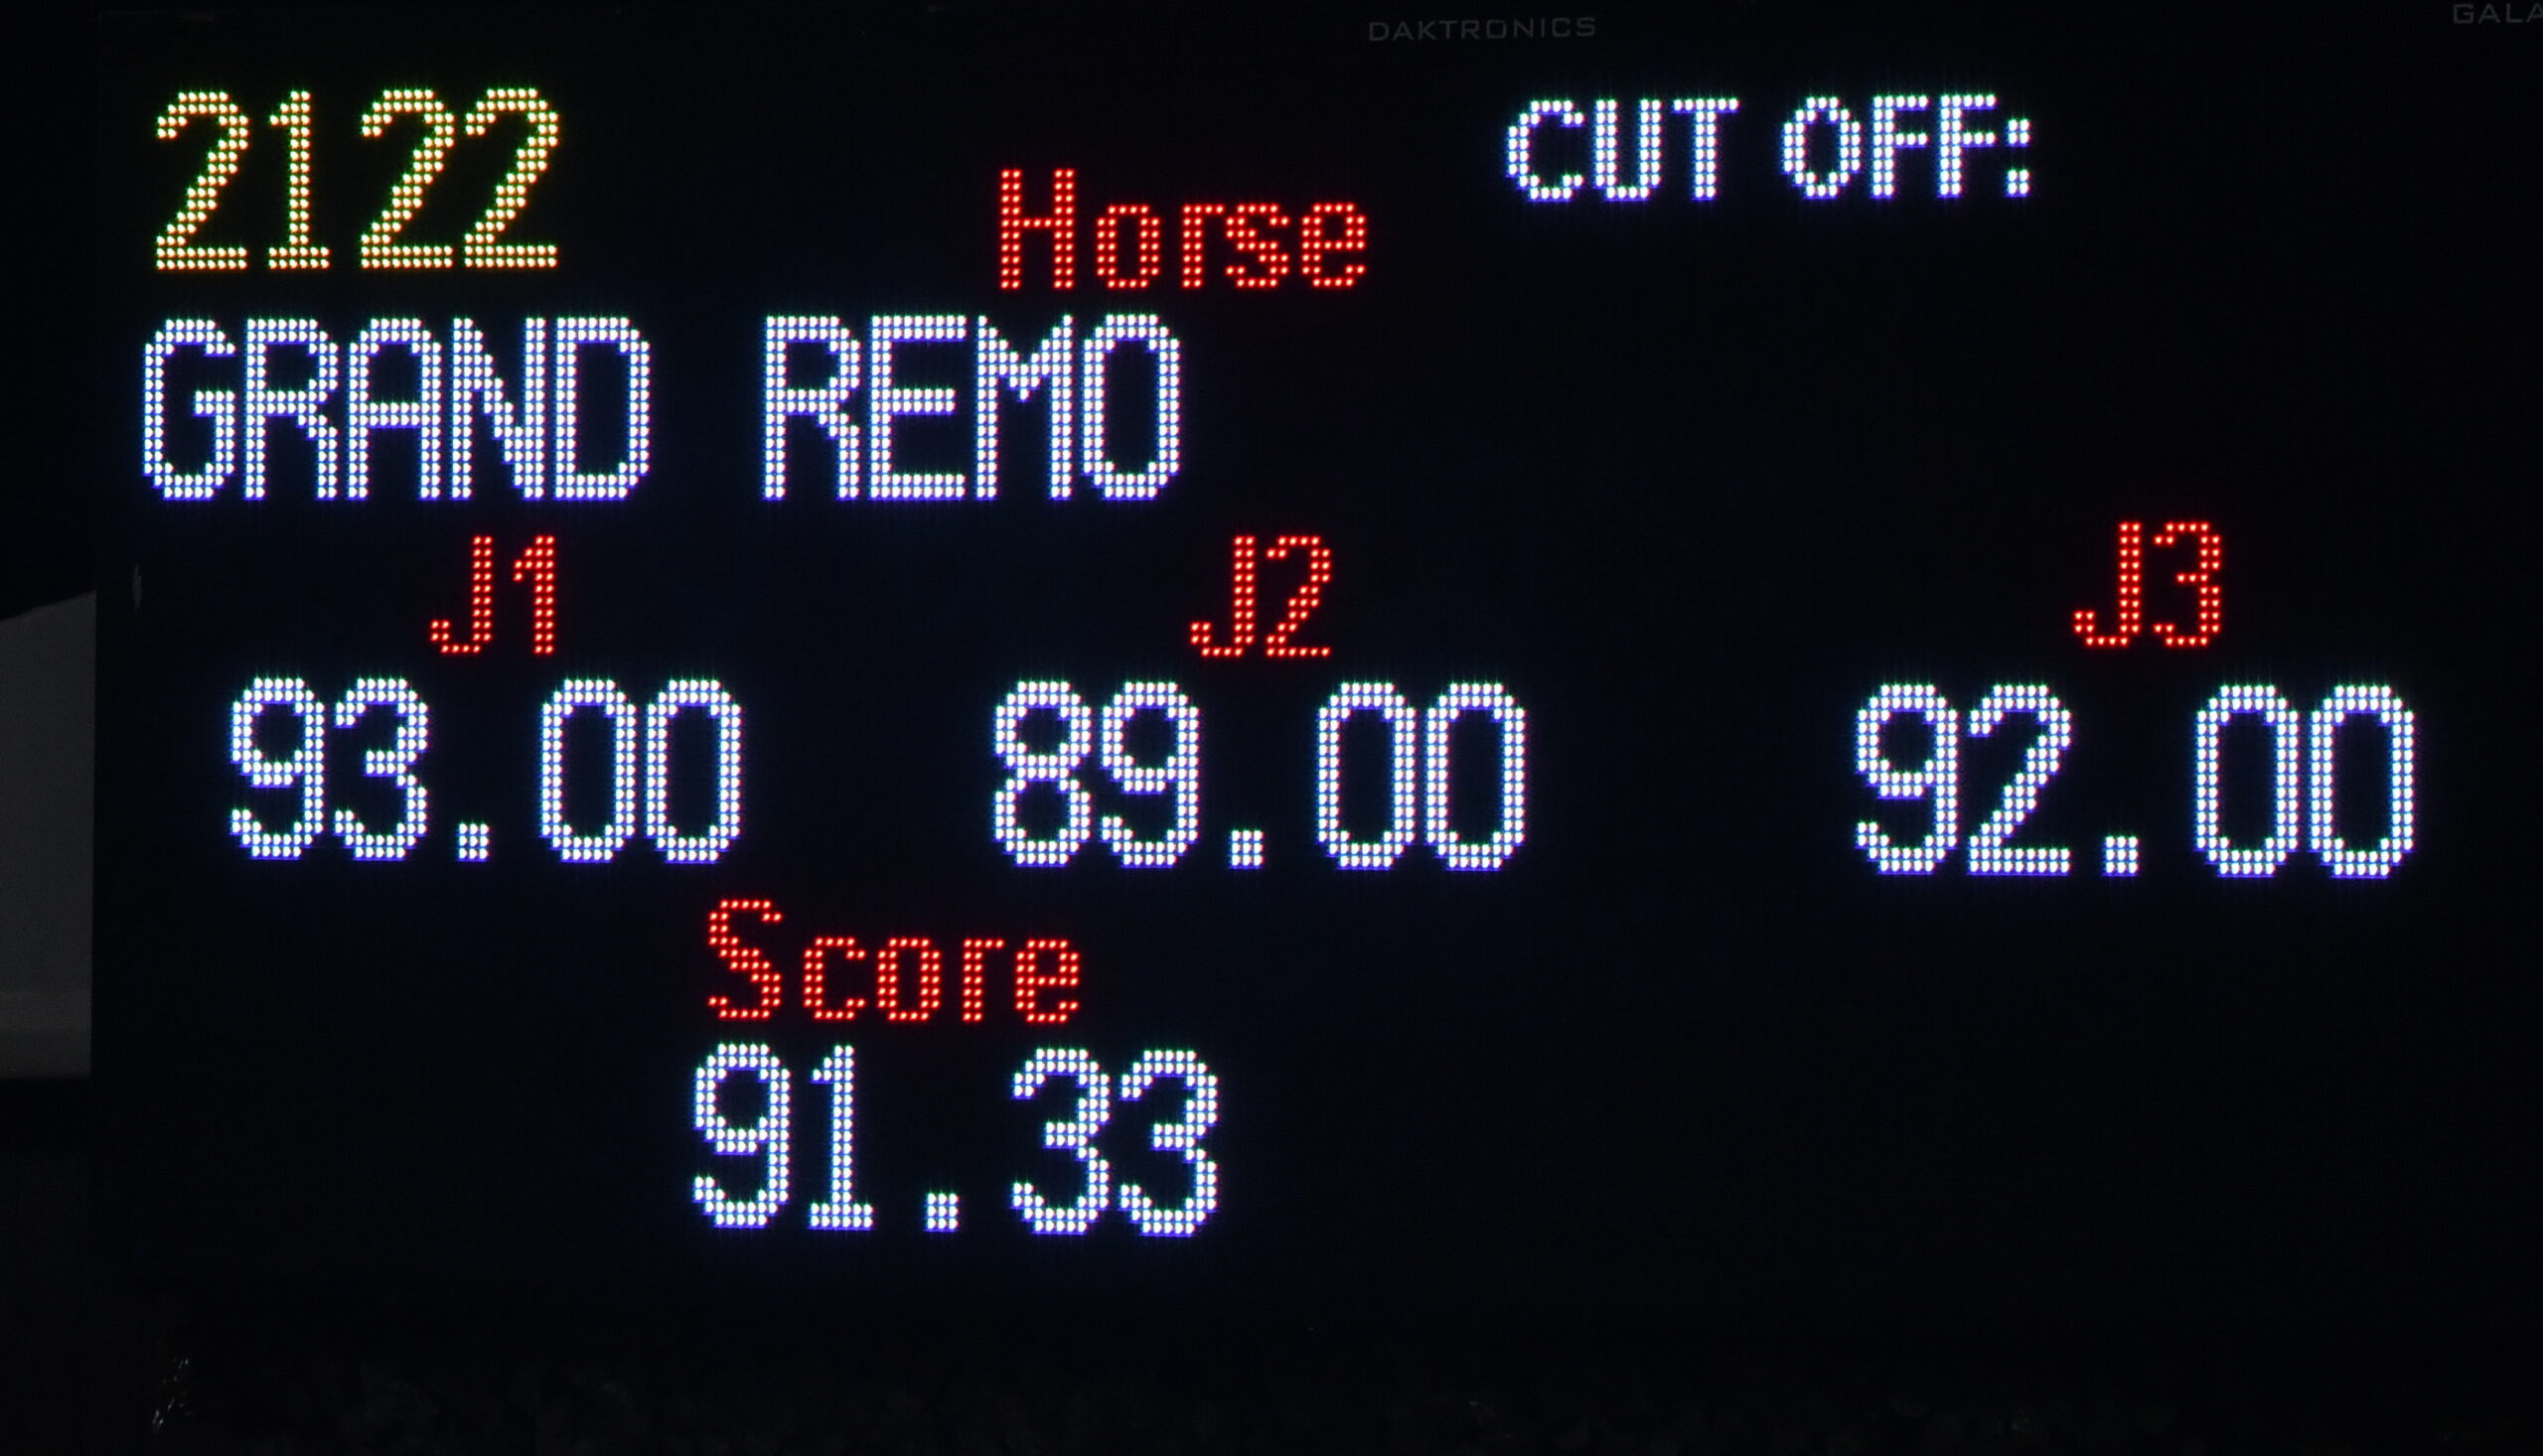 DAKTRONICS
2122
CUT OFF:
Horse
GRAND REMO
J1 J2 J3
93.00 89.00 92.00
Score
91.33